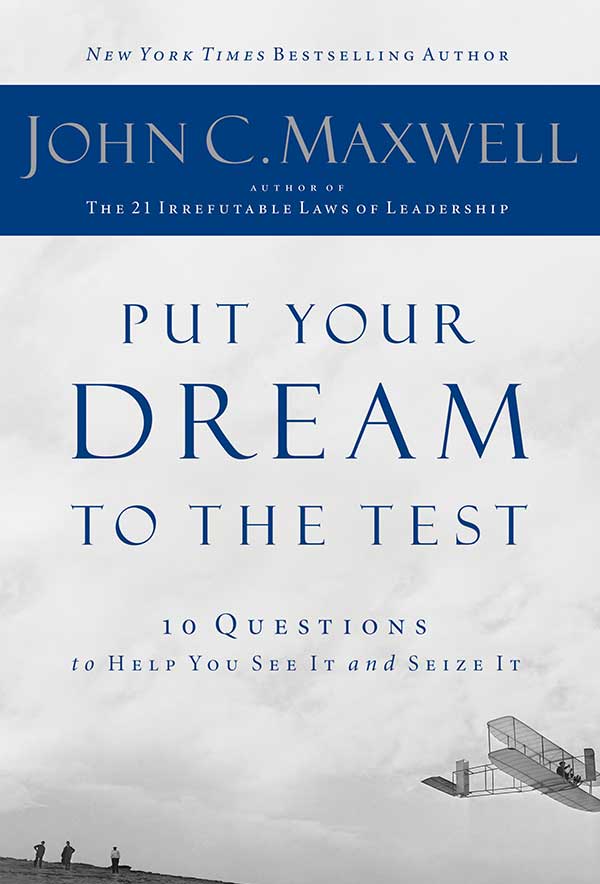 New York Times Bestselling Author
John C. Maxwell
AUTHOR OF
The 21 Irrefutable Laws of Leadership
PUT YOUR
DREAM
TO THE TEST
10 Questions
to Help You See It and Seize It